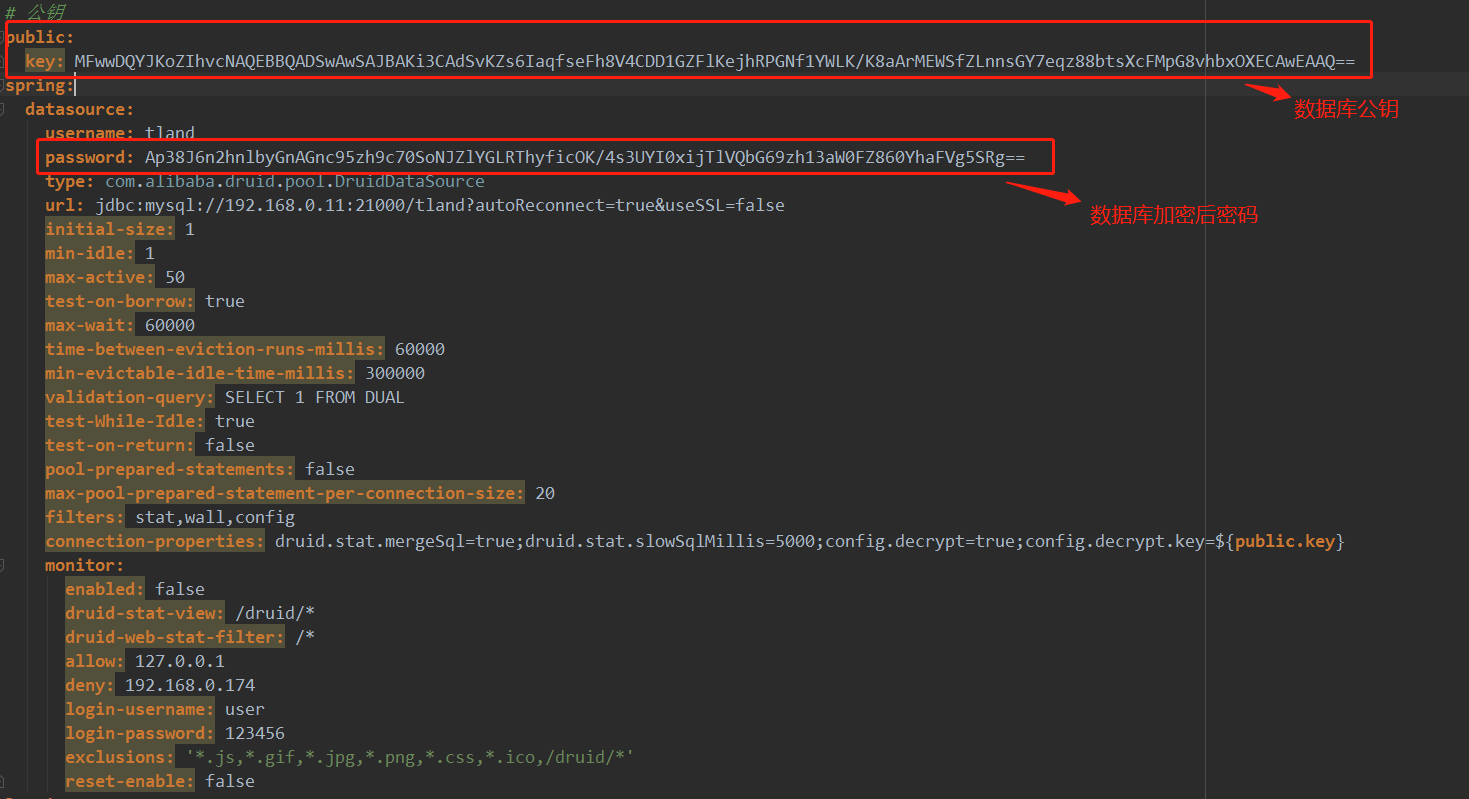 # 公钥
public:
key: MFwwDQYJKoZIhvcNAQEBBQADSwAwSAJBAKi3CAdSvKZs6IaqfseFh8V4CDD1GZFlKejhRPGNf1YWLK/K8aArMEWSfZLnnsGY7eqz88btsXcFMpG8vhbxOXECAwEAAQ==
spring:
数据库公钥
datasource:
username: tland
password: Ap38J6n2hnlbyGnAGnc95zh9c70SoNJZlYGLRThyficOK/4s3UYI0xijTlVQbG69zh13aW0FZ860YhaFVg5SRg==
type: com.alibaba.druid.pool.DruidDataSource
url: jdbc:mysql://192.168.0.11:21000/tland?autoReconnect=true&useSSL=false
数据库加密后密码
initial-size: 1
min-idle: 1
max-active: 50
test-on-borrow: true
max-wait: 60000
time-between-eviction-runs-millis: 60000
min-evictable-idle-time-millis: 300000
validation-query: SELECT 1 FROM DUAL
test-While-Idle: true
test-on-return: false
pool-prepared-statements: false
max-pool-prepared-statement-per-connection-size: 20
filters: stat,wall,config
connection-properties: druid.stat.mergeSql=true;druid.stat.slowSqlMillis=5000;config.decrypt=true;config.decrypt.key=${public.key}
monitor:
enabled: false
druid-stat-view: /druid/*
druid-web-stat-filter: /*
allow: 127.0.0.1
deny: 192.168.0.174
login-username: user
login-password: 123456
exclusions: '*.js,*.gif,*.jpg,*.png,*.css,*.ico,/druid/*'
reset-enable: false